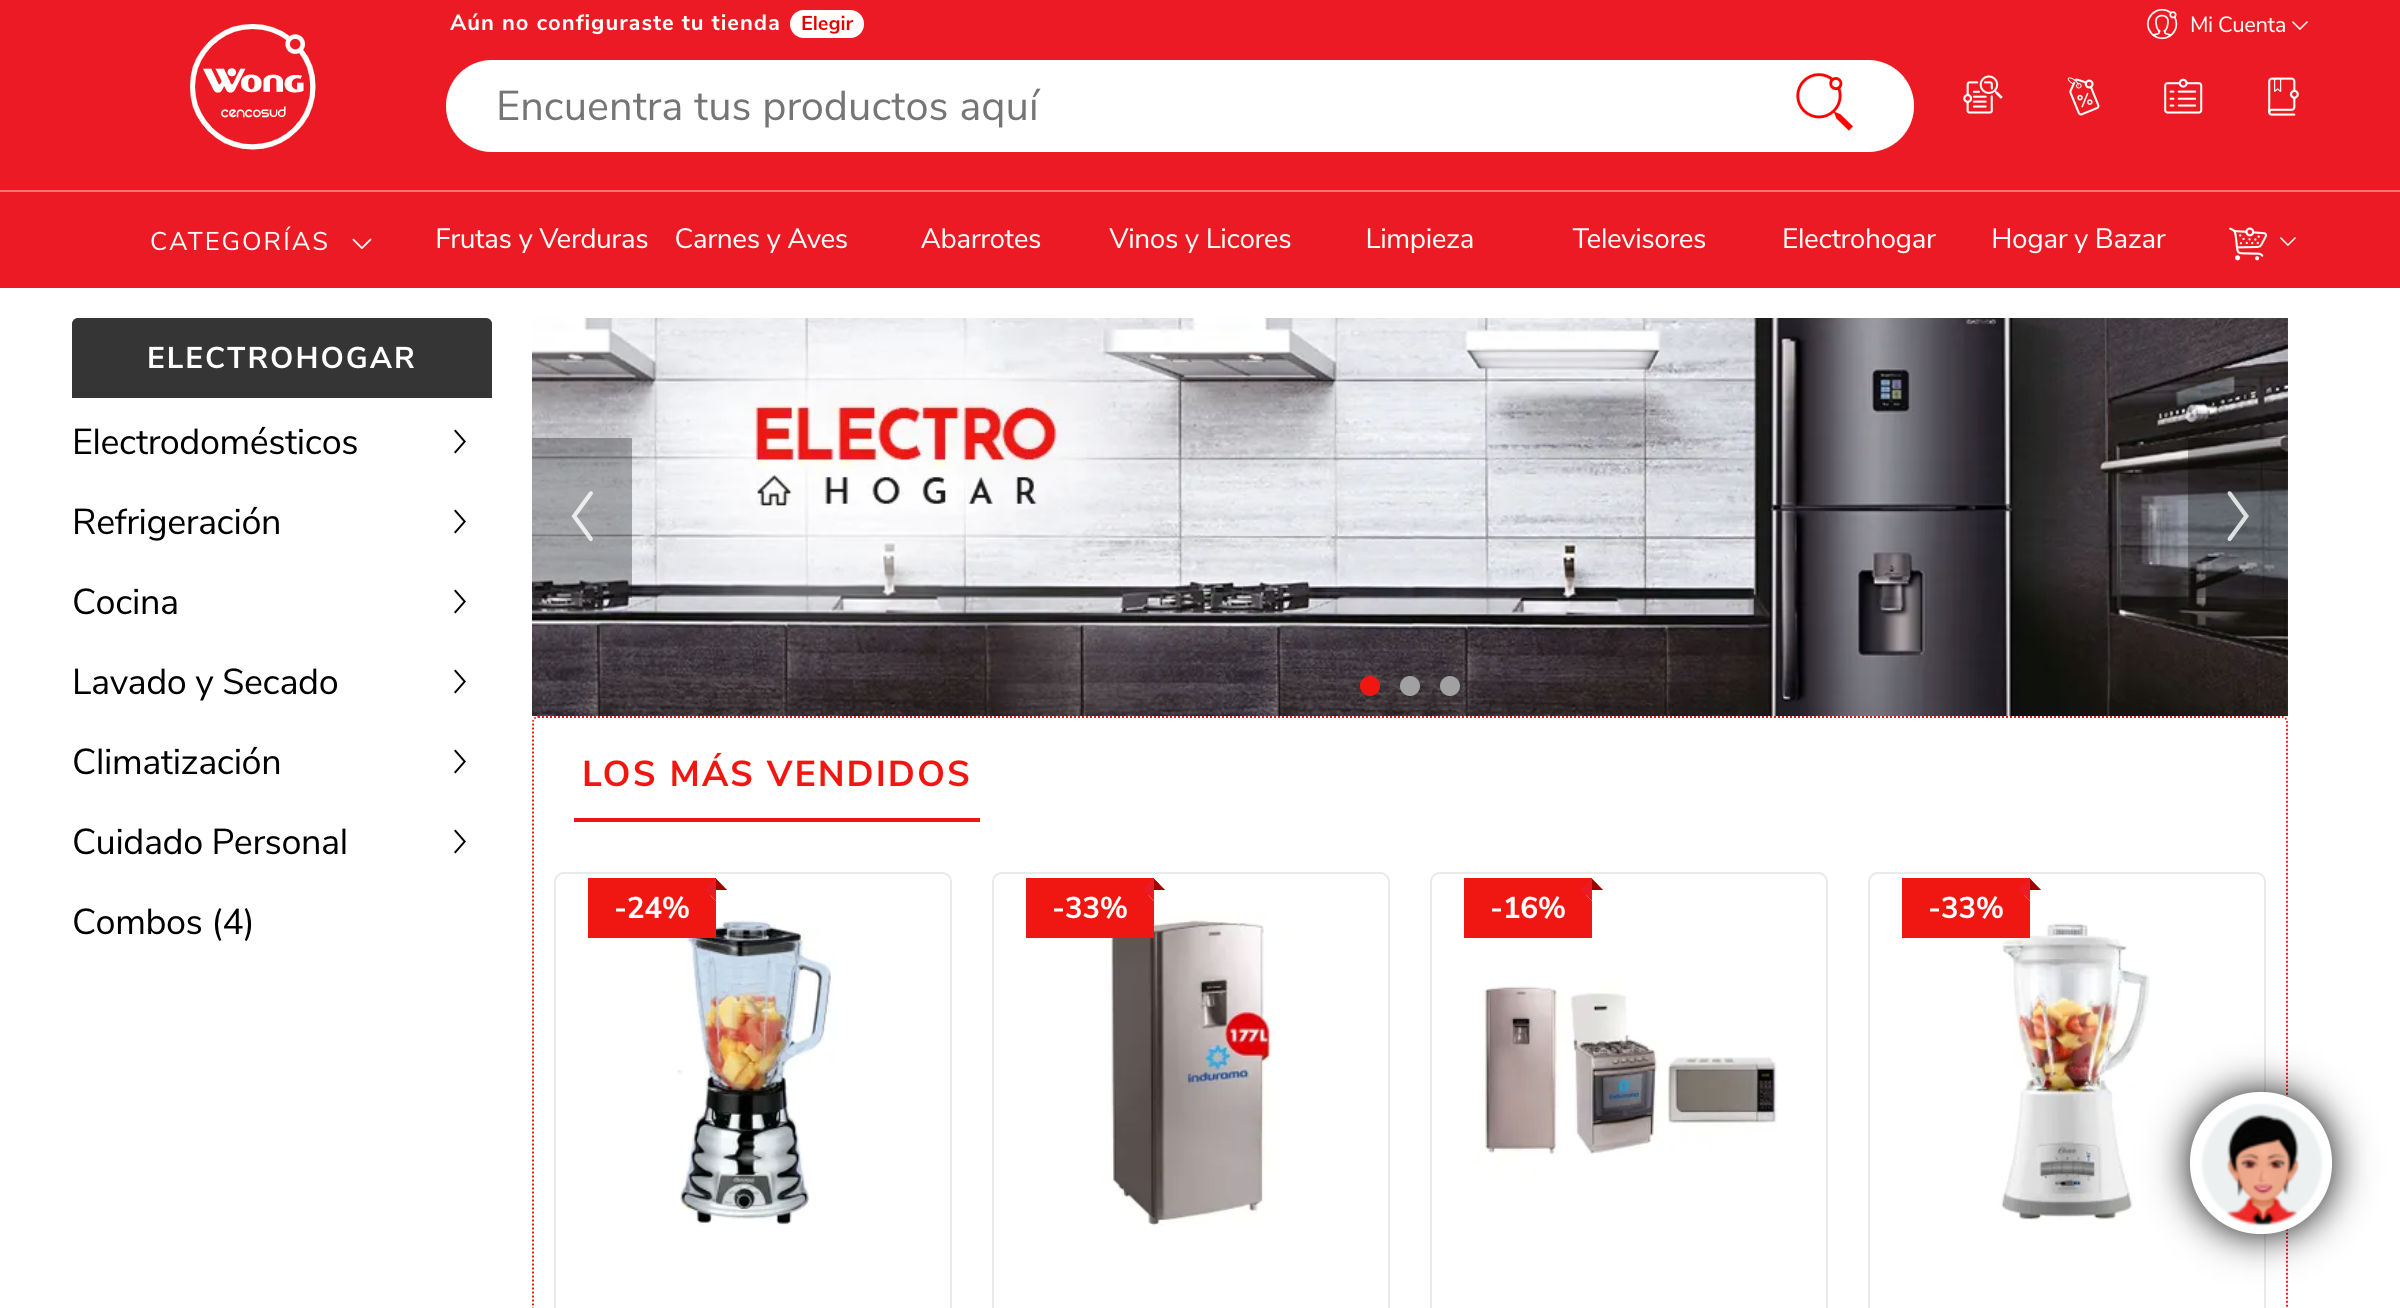 Aún no configuraste tu tienda Elegir
Mi Cuenta
Wong
cencosud
Encuentra tus productos aquí
CATEGORÍAS
Frutas y Verduras
Carnes y Aves
Abarrotes
Vinos y Licores
Limpieza
Televisores
Electrohogar
Hogar y Bazar
ELECTROHOGAR
Electrodomésticos
Refrigeración
Cocina
Lavado y Secado
Climatización
Cuidado Personal
Combos (4)
ELECTRO
HOGAR
LOS MÁS VENDIDOS
-24%
-33%
177L
indurama
-16%
indurama
-33%
Oster